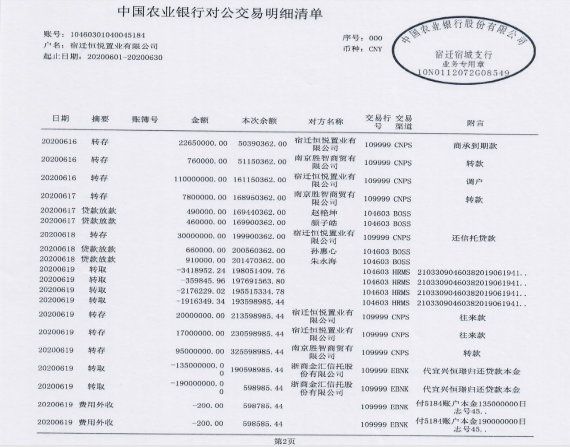 中国农业银行对公交易明细清单
账号：10460301040045184
户名：宿迁恒悦置业有限公司
起止日期：20200601-20200630
序号：000
币种：CNY
中国农业银行股份有限公司
宿迁宿城支行
业务专用章
10N0112072G08549
日期 摘要 账簿号 金额 本次余额 对方名称 交易行号 交易渠道 附言
20200616 转存 22650000.00 50390362.00 宿迁恒悦置业有限公司 109999 CNPS 商承到期款
20200616 转存 760000.00 51150362.00 南京胜智商贸有限公司 109999 CNPS 转款
20200616 转存 110000000.00 161150362.00 宿迁恒悦置业有限公司 109999 CNPS 调户
20200617 转存 7800000.00 168950362.00 南京胜智商贸有限公司 109999 CNPS 转款
20200617 贷款放款 490000.00 169440362.00 赵艳坤 104603 BOSS
20200617 贷款放款 460000.00 169900362.00 颜子皓 104603 BOSS
20200618 转存 30000000.00 199900362.00 宿迁恒悦置业有限公司 109999 CNPS 还信托贷款
20200618 贷款放款 660000.00 200560362.00 孙惠心 104603 BOSS
20200618 贷款放款 910000.00 201470362.00 朱永海 104603 BOSS
20200619 转取 -3418952.24 198051409.76 104603 HRMS 21033090460382019061941..
20200619 转取 -359845.96 197691563.80 104603 HRMS 21033090460382019061941..
20200619 转取 -2176229.02 195515334.78 104603 HRMS 21033090460382019061941..
20200619 转取 -1916349.34 193598985.44 104603 HRMS 21033090460382019061941..
20200619 转存 20000000.00 213598985.44 宿迁恒悦置业有限公司 109999 CNPS 往来款
20200619 转存 17000000.00 230598985.44 宿迁恒悦置业有限公司 109999 CNPS 往来款
20200619 转存 95000000.00 325598985.44 南京胜智商贸有限公司 109999 CNPS 转款
20200619 转取 -135000000.00 190598985.44 浙商金汇信托股份有限公司 109999 EBNK 代宜兴恒璟归还贷款本金
20200619 转取 -190000000.00 598985.44 浙商金汇信托股份有限公司 109999 EBNK 代宜兴恒璟归还贷款本金
20200619 费用外收 -200.00 598785.44 109999 EBNK 付5184账户本金135000000日志号45..
20200619 费用外收 -200.00 598585.44 109999 EBNK 付5184账户本金190000000日志号45..
第2页